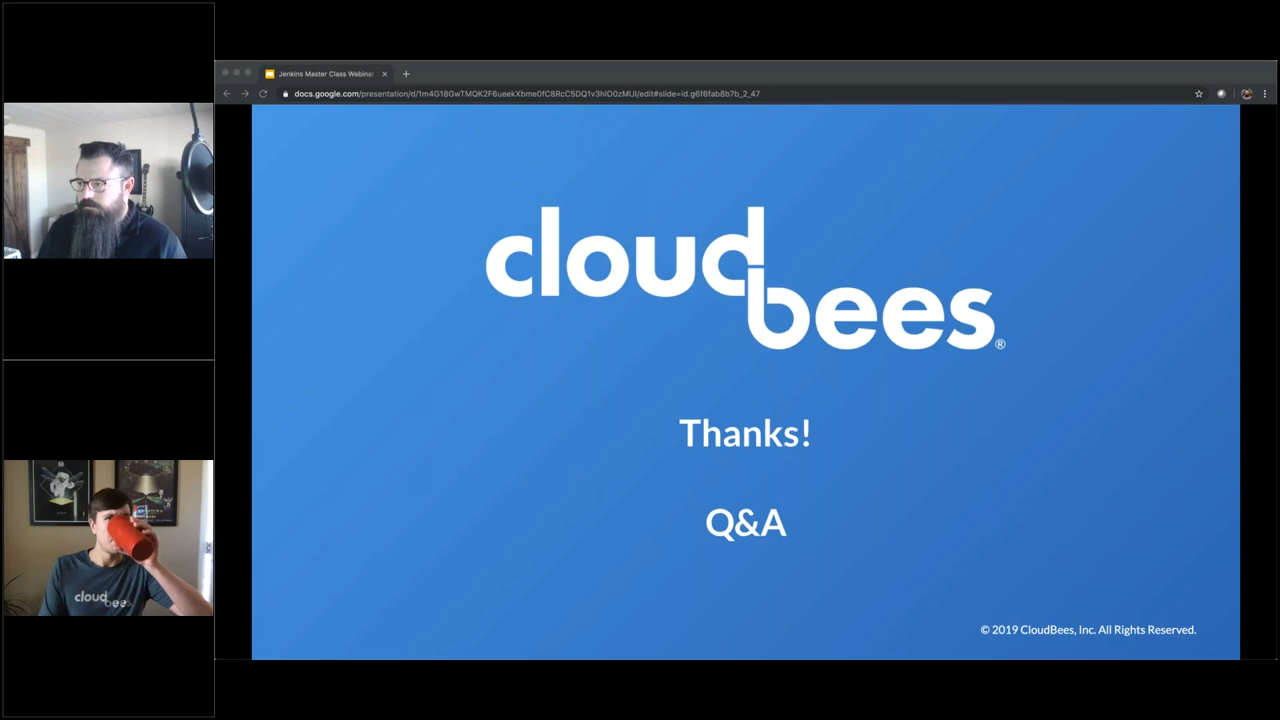 Jenkins Master Class Webinar
docs.google.com/presentation/d/1m4G18GwTMQK2F6ueekXbme0fC8RcC5DQ1v3hlO0zMUI/edit#slide=id.g6f6fab8b7b_2_47
cloudbees®
Thanks!
Q&A
© 2019 CloudBees, Inc. All Rights Reserved.
cloudbees